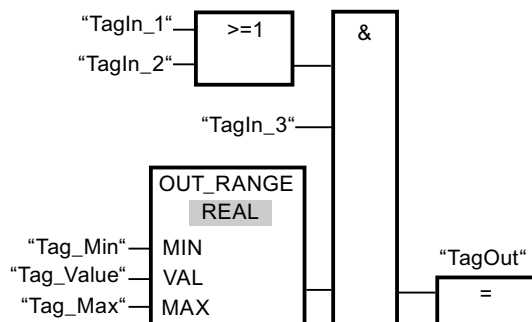 “TagIn_1“
>=1
&
“TagIn_2“
“TagIn_3“
OUT_RANGE
REAL
“Tag_Min“ MIN
“Tag_Value“ VAL
“Tag_Max“ MAX
“TagOut“
=